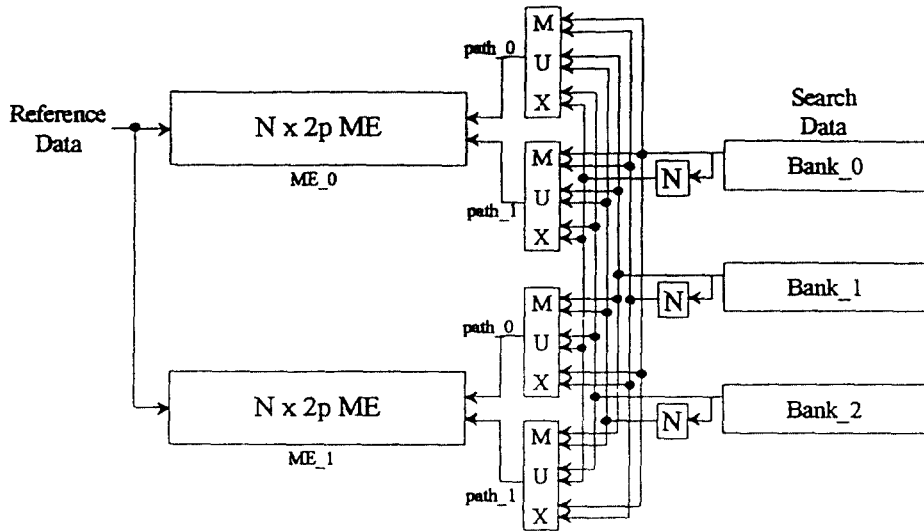 Reference
Data
N x 2p ME
ME_0
path_0
M
U
X
path_1
M
U
X
Search
Data
Bank_0
N
Bank_1
N
Bank_2
N
N x 2p ME
ME_1
path_0
M
U
X
path_1
M
U
X